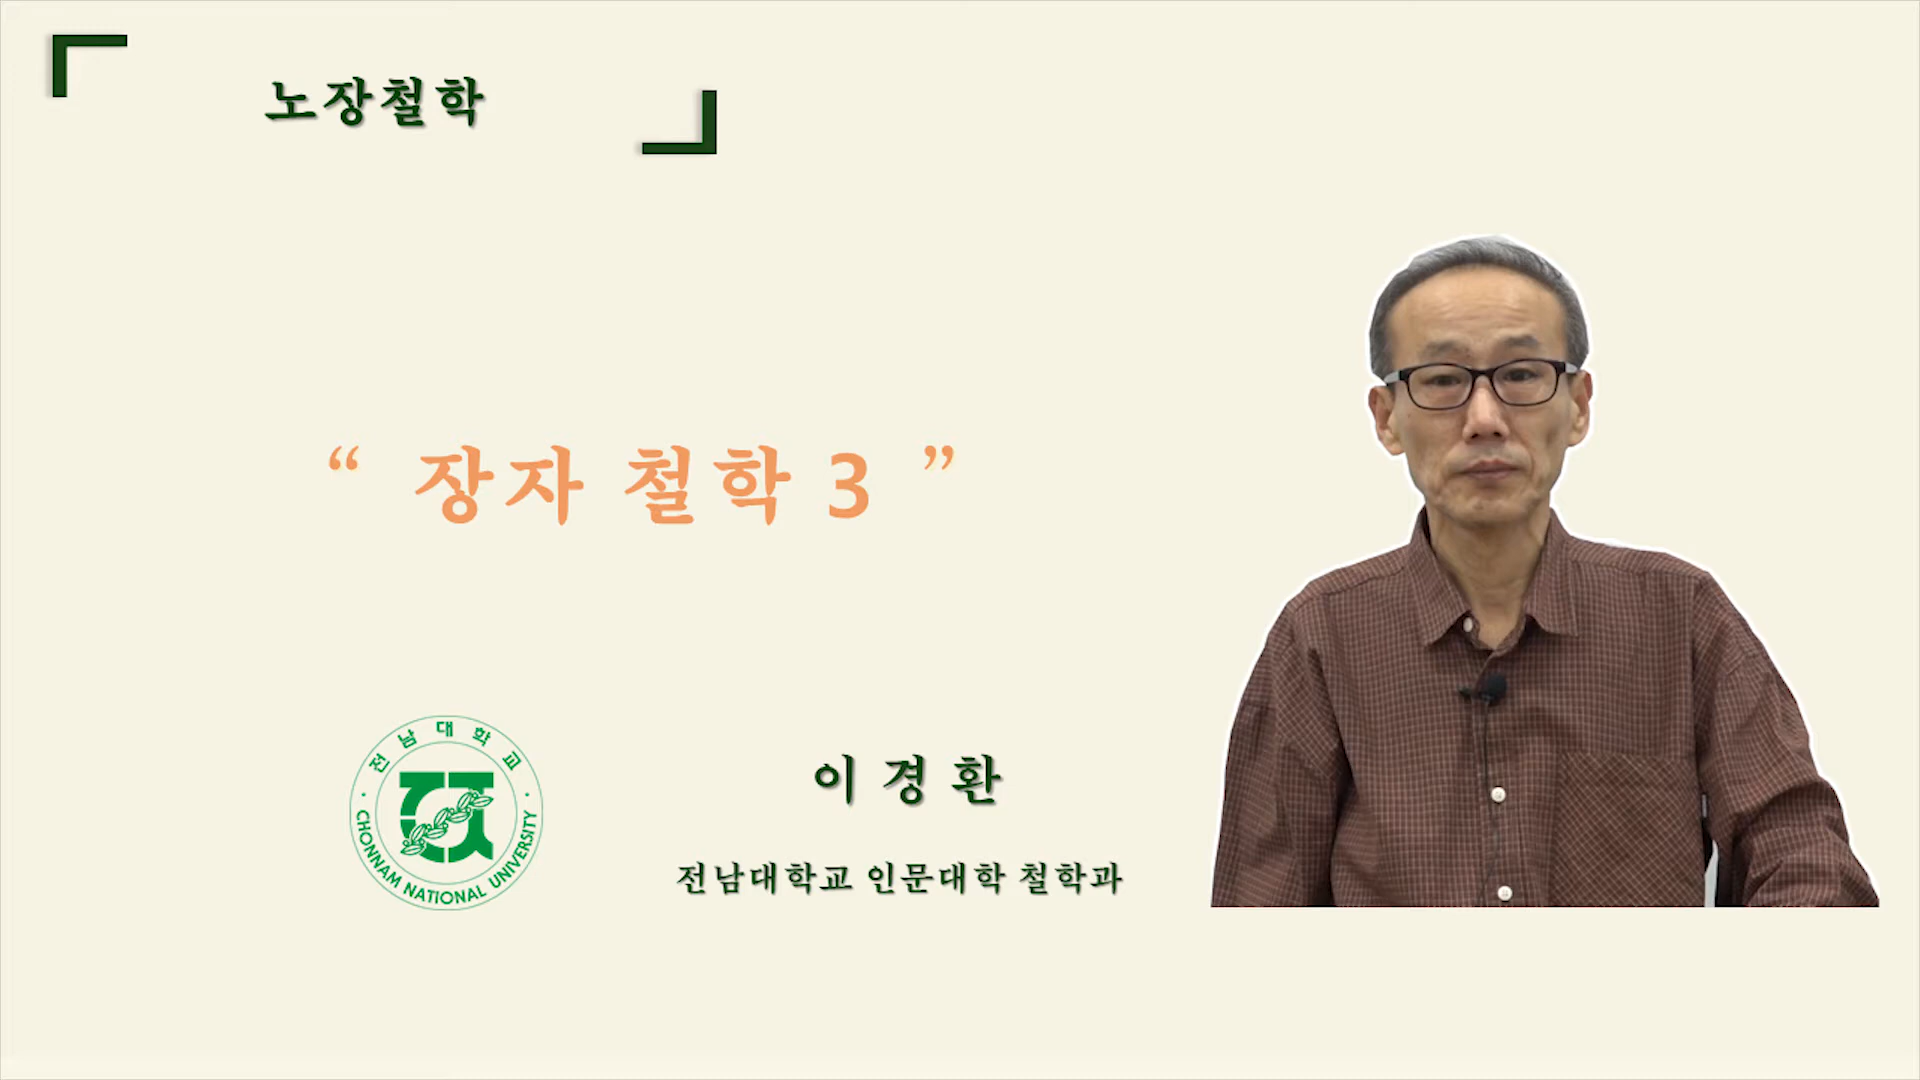 노장철학
“ 장자 철학 3 ”
전남대학교
CHONNAM NATIONAL UNIVERSITY
이경환
전남대학교 인문대학 철학과